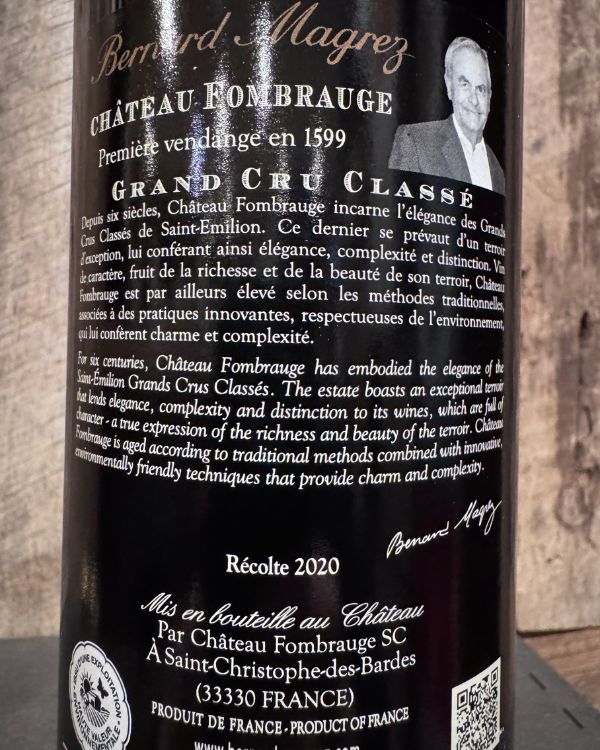 Bernard Magrez
CHÂTEAU FOMBRAUGE
Première vendange en 1599
GRAND CRU CLASSÉ
Depuis six siècles, Château Fombrauge incarne l'élégance des Grands
Crus Classés de Saint-Emilion. Ce dernier se prévaut d'un terroir
d'exception, lui conférant ainsi élégance, complexité et distinction. Vin
de caractère, fruit de la richesse et de la beauté de son terroir, Château
Fombrauge est par ailleurs élevé selon les méthodes traditionnelles,
associées à des pratiques innovantes, respectueuses de l'environnement,
qui lui confèrent charme et complexité.
For six centuries, Château Fombrauge has embodied the elegance of the
Saint-Émilion Grands Crus Classés. The estate boasts an exceptional terroir
that lends elegance, complexity and distinction to its wines, which are full of
character - a true expression of the richness and beauty of the terroir. Château
Fombrauge is aged according to traditional methods combined with innovative,
environmentally friendly techniques that provide charm and complexity.
Bernard Magrez
Récolte 2020
Mis en bouteille au Château
Par Château Fombrauge SC
À Saint-Christophe-des-Bardes
(33330 FRANCE)
PRODUIT DE FRANCE - PRODUCT OF FRANCE
D'UNE EXPLOITATION
VALEUR